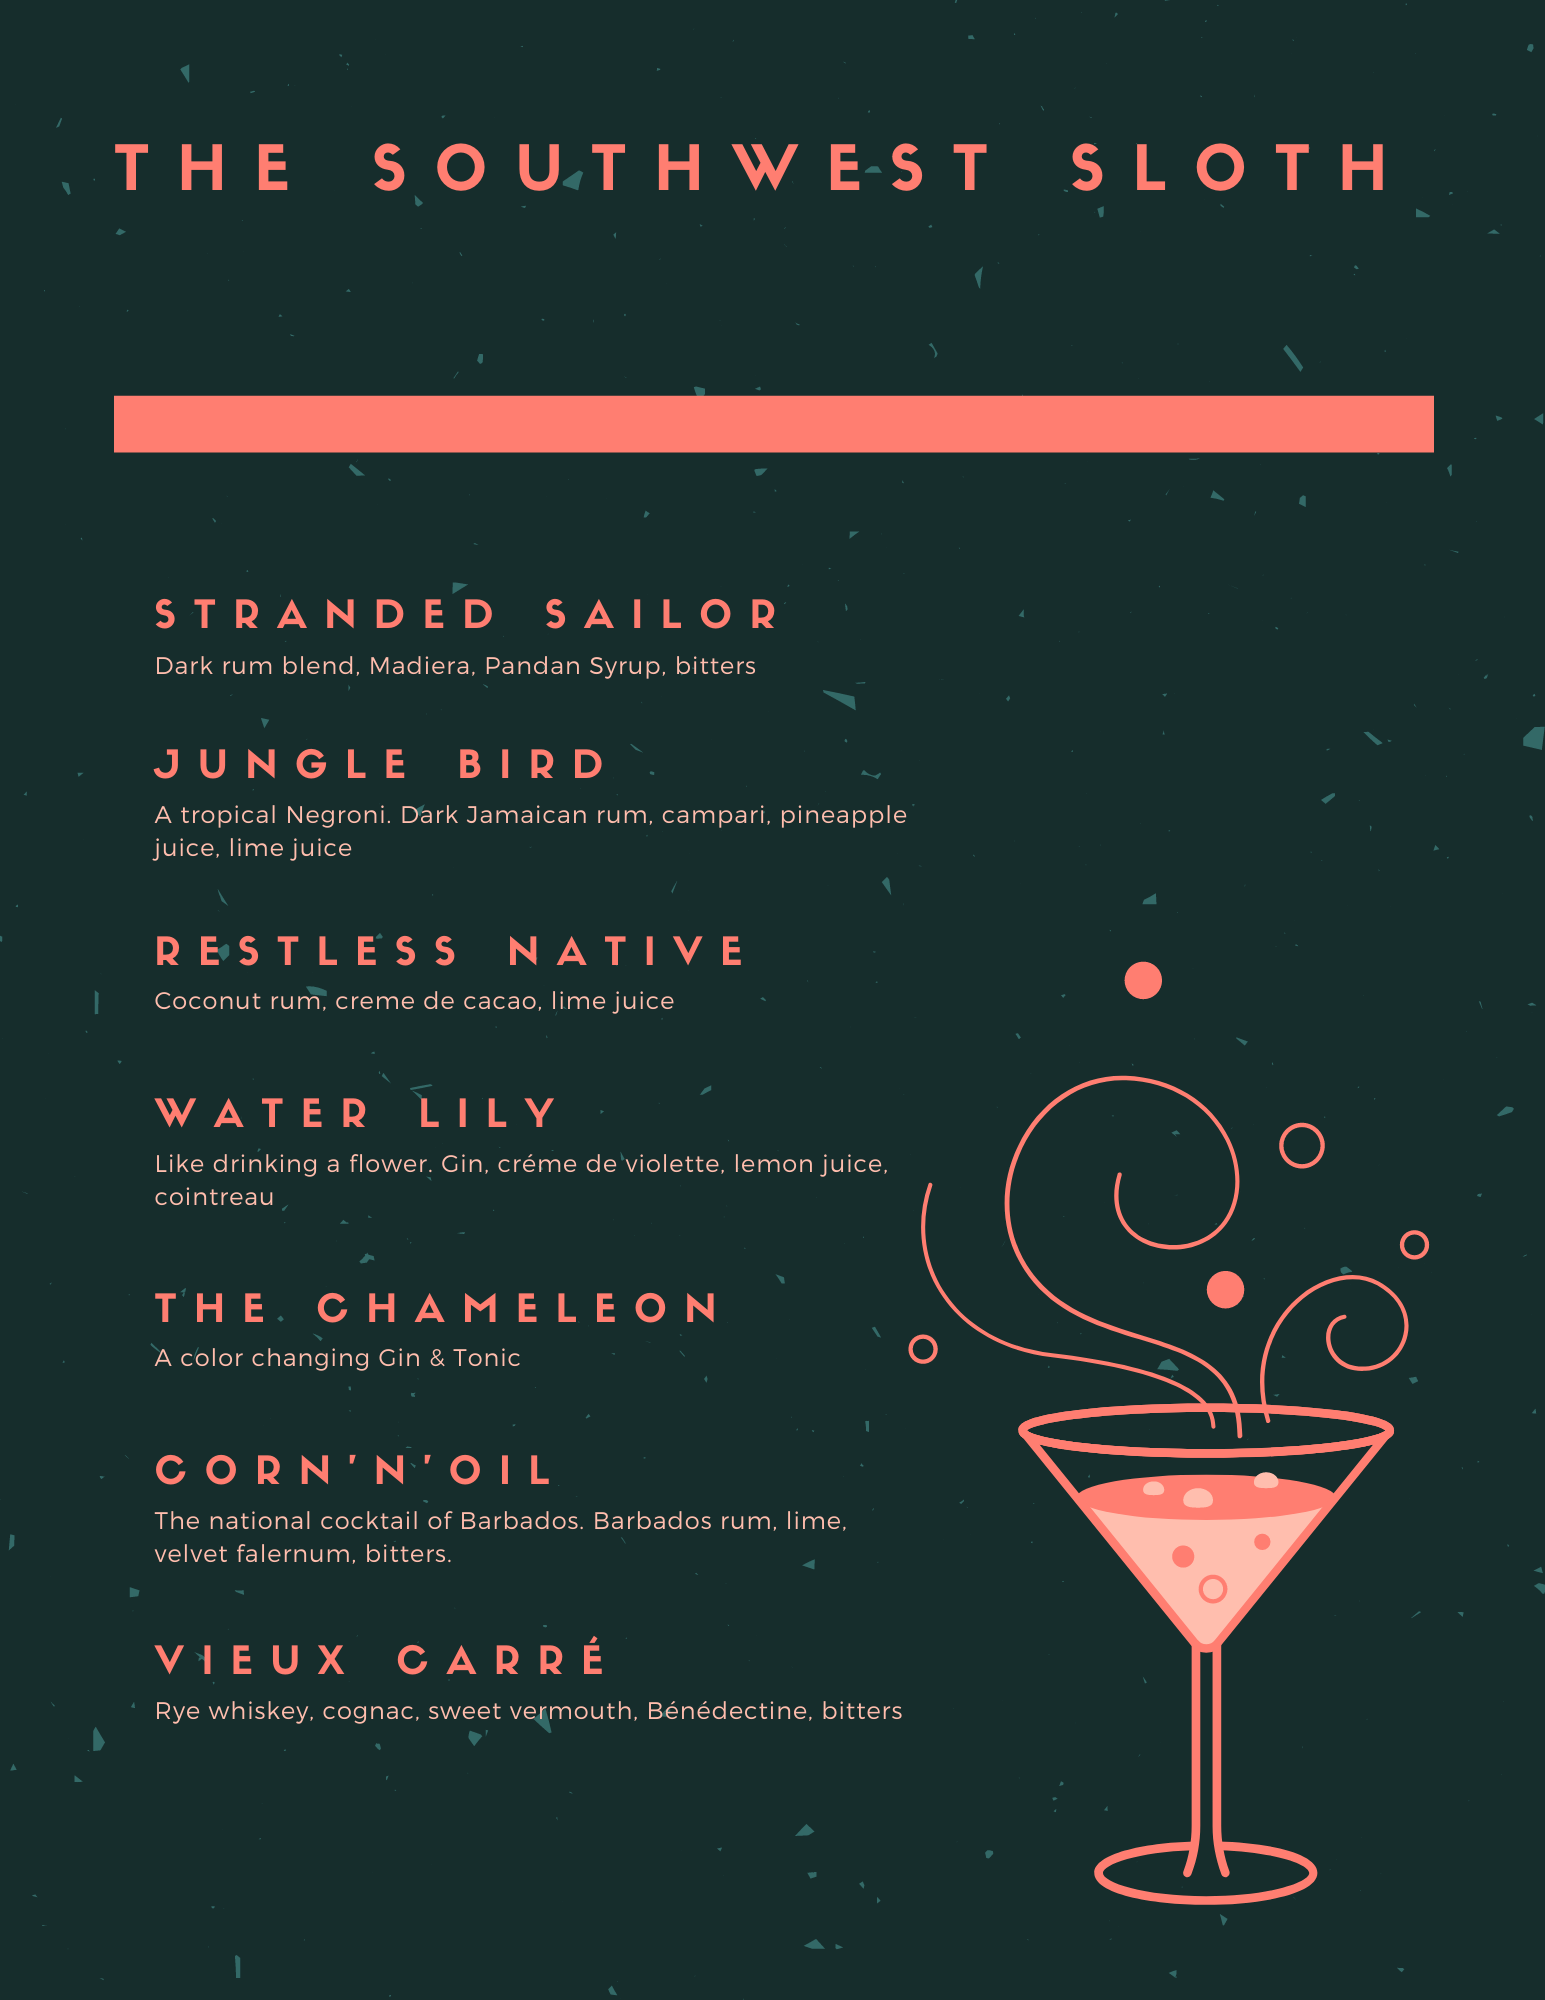 THE SOUTHWEST SLOTH
STRANDED SAILOR
Dark rum blend, Madiera, Pandan Syrup, bitters
JUNGLE BIRD
A tropical Negroni. Dark Jamaican rum, campari, pineapple
juice, lime juice
RESTLESS NATIVE
Coconut rum, creme de cacao, lime juice
WATER LILY
Like drinking a flower. Gin, créme de violette, lemon juice,
cointreau
THE CHAMELEON
A color changing Gin & Tonic
CORN'N'OIL
The national cocktail of Barbados. Barbados rum, lime,
velvet falernum, bitters.
VIEUX CARRÉ
Rye whiskey, cognac, sweet vermouth, Bénédectine, bitters